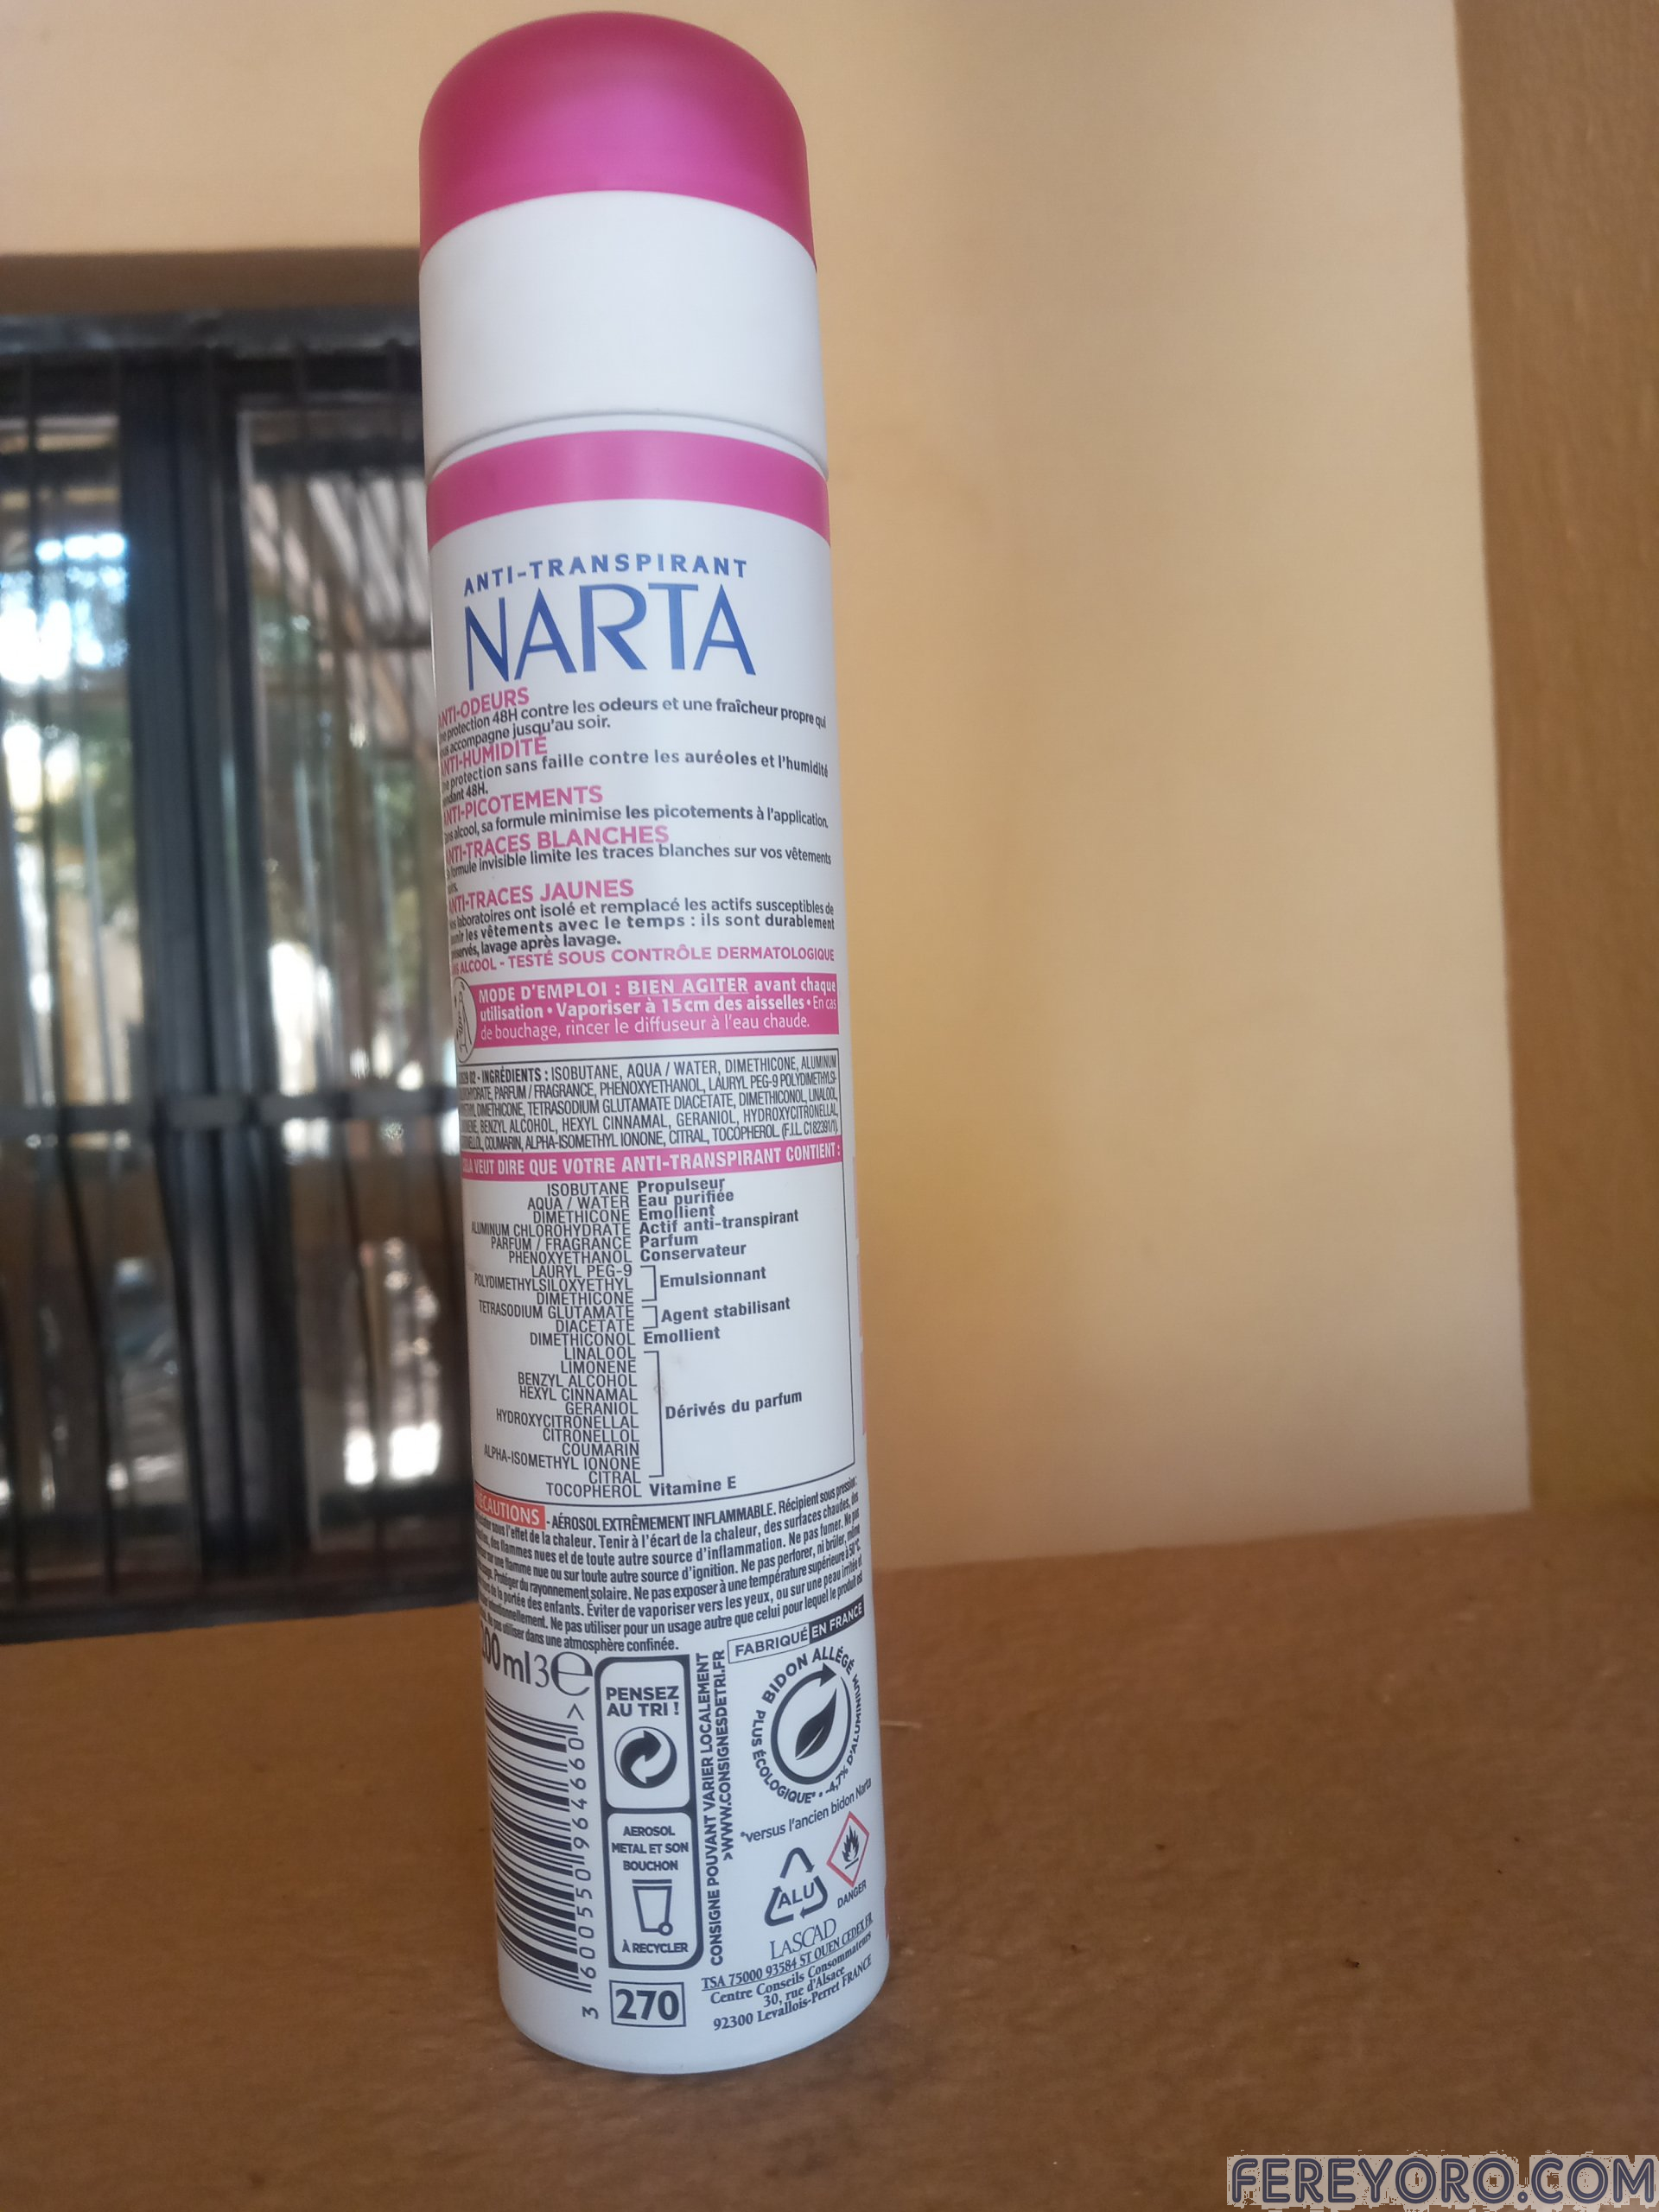 ANTI-TRANSPIRANT
NARTA
ANTI-ODEURS
protection 48H contre les odeurs et une fraîcheur propre qui
accompagne jusqu'au soir.
ANTI-HUMIDITÉ
protection sans faille contre les auréoles et l'humidité
48H.
ANTI-PICOTEMENTS
alcool, sa formule minimise les picotements à l'application.
ANTI-TRACES BLANCHES
formule invisible limite les traces blanches sur vos vêtements
ANTI-TRACES JAUNES
laboratoires ont isolé et remplacé les actifs susceptibles de
les vêtements avec le temps : ils sont durablement
lavage après lavage.
ALCOOL - TESTÉ SOUS CONTRÔLE DERMATOLOGIQUE
MODE D'EMPLOI : BIEN AGITER avant chaque
utilisation • Vaporiser à 15cm des aisselles • En cas
de bouchage, rincer le diffuseur à l'eau chaude.
INGRÉDIENTS : ISOBUTANE, AQUA / WATER, DIMETHICONE, ALUMINUM
PARFUM / FRAGRANCE, PHENOXYETHANOL, LAURYL PEG-9 POLYDIMETHYLSI-
DIMETHICONE, TETRASODIUM GLUTAMATE DIACETATE, DIMETHICONOL, LINALOOL,
BENZYL ALCOHOL, HEXYL CINNAMAL, GERANIOL, HYDROXYCITRONELLAL,
COUMARIN, ALPHA-ISOMETHYL IONONE, CITRAL, TOCOPHEROL. (F.I.L. C182391/1).
VEUT DIRE QUE VOTRE ANTI-TRANSPIRANT CONTIENT :
ISOBUTANE Propulseur
AQUA / WATER Eau purifiée
DIMETHICONE Emollient
ALUMINUM CHLOROHYDRATE Actif anti-transpirant
PARFUM / FRAGRANCE Parfum
PHENOXYETHANOL Conservateur
LAURYL PEG-9
POLYDIMETHYLSILOXYETHYL Emulsionnant
DIMETHICONE
TETRASODIUM GLUTAMATE Agent stabilisant
DIACETATE
DIMETHICONOL Emollient
LINALOOL
LIMONENE
BENZYL ALCOHOL
HEXYL CINNAMAL
GERANIOL Dérivés du parfum
HYDROXYCITRONELLAL
CITRONELLOL
COUMARIN
ALPHA-ISOMETHYL IONONE
CITRAL
TOCOPHEROL Vitamine E
- AÉROSOL EXTRÊMEMENT INFLAMMABLE. Récipient sous pression:
sous l'effet de la chaleur. Tenir à l'écart de la chaleur, des surfaces chaudes, des
des flammes nues et de toute autre source d'inflammation. Ne pas fumer. Ne pas
sur une flamme nue ou sur toute autre source d'ignition. Ne pas perforer, ni brûler, même
Protéger du rayonnement solaire. Ne pas exposer à une température supérieure à 50°C.
de la portée des enfants. Éviter de vaporiser vers les yeux, ou sur une peau irritée
Ne pas utiliser pour un usage autre que celui pour lequel le produit est
utiliser dans une atmosphère confinée.
ml3 e
FABRIQUÉ EN FRANCE
PENSEZ
AU TRI !
AEROSOL
METAL ET SON
BOUCHON
À RECYCLER
CONSIGNE POUVANT VARIER LOCALEMENT
>WWW.CONSIGNESDETRI.FR
BIDON ALLÉGÉ
PLUS ÉCOLOGIQUE* • -4,7% D'ALUMINIUM
*versus l'ancien bidon Narta
ALU
DANGER
3 600550 964660 >
270
LASCAD
TSA 75000 93584 ST OUEN CEDEX FR
Centre Conseils Consommateurs
30, rue d'Alsace
92300 Levallois-Perret FRANCE
FEREYORO.COM